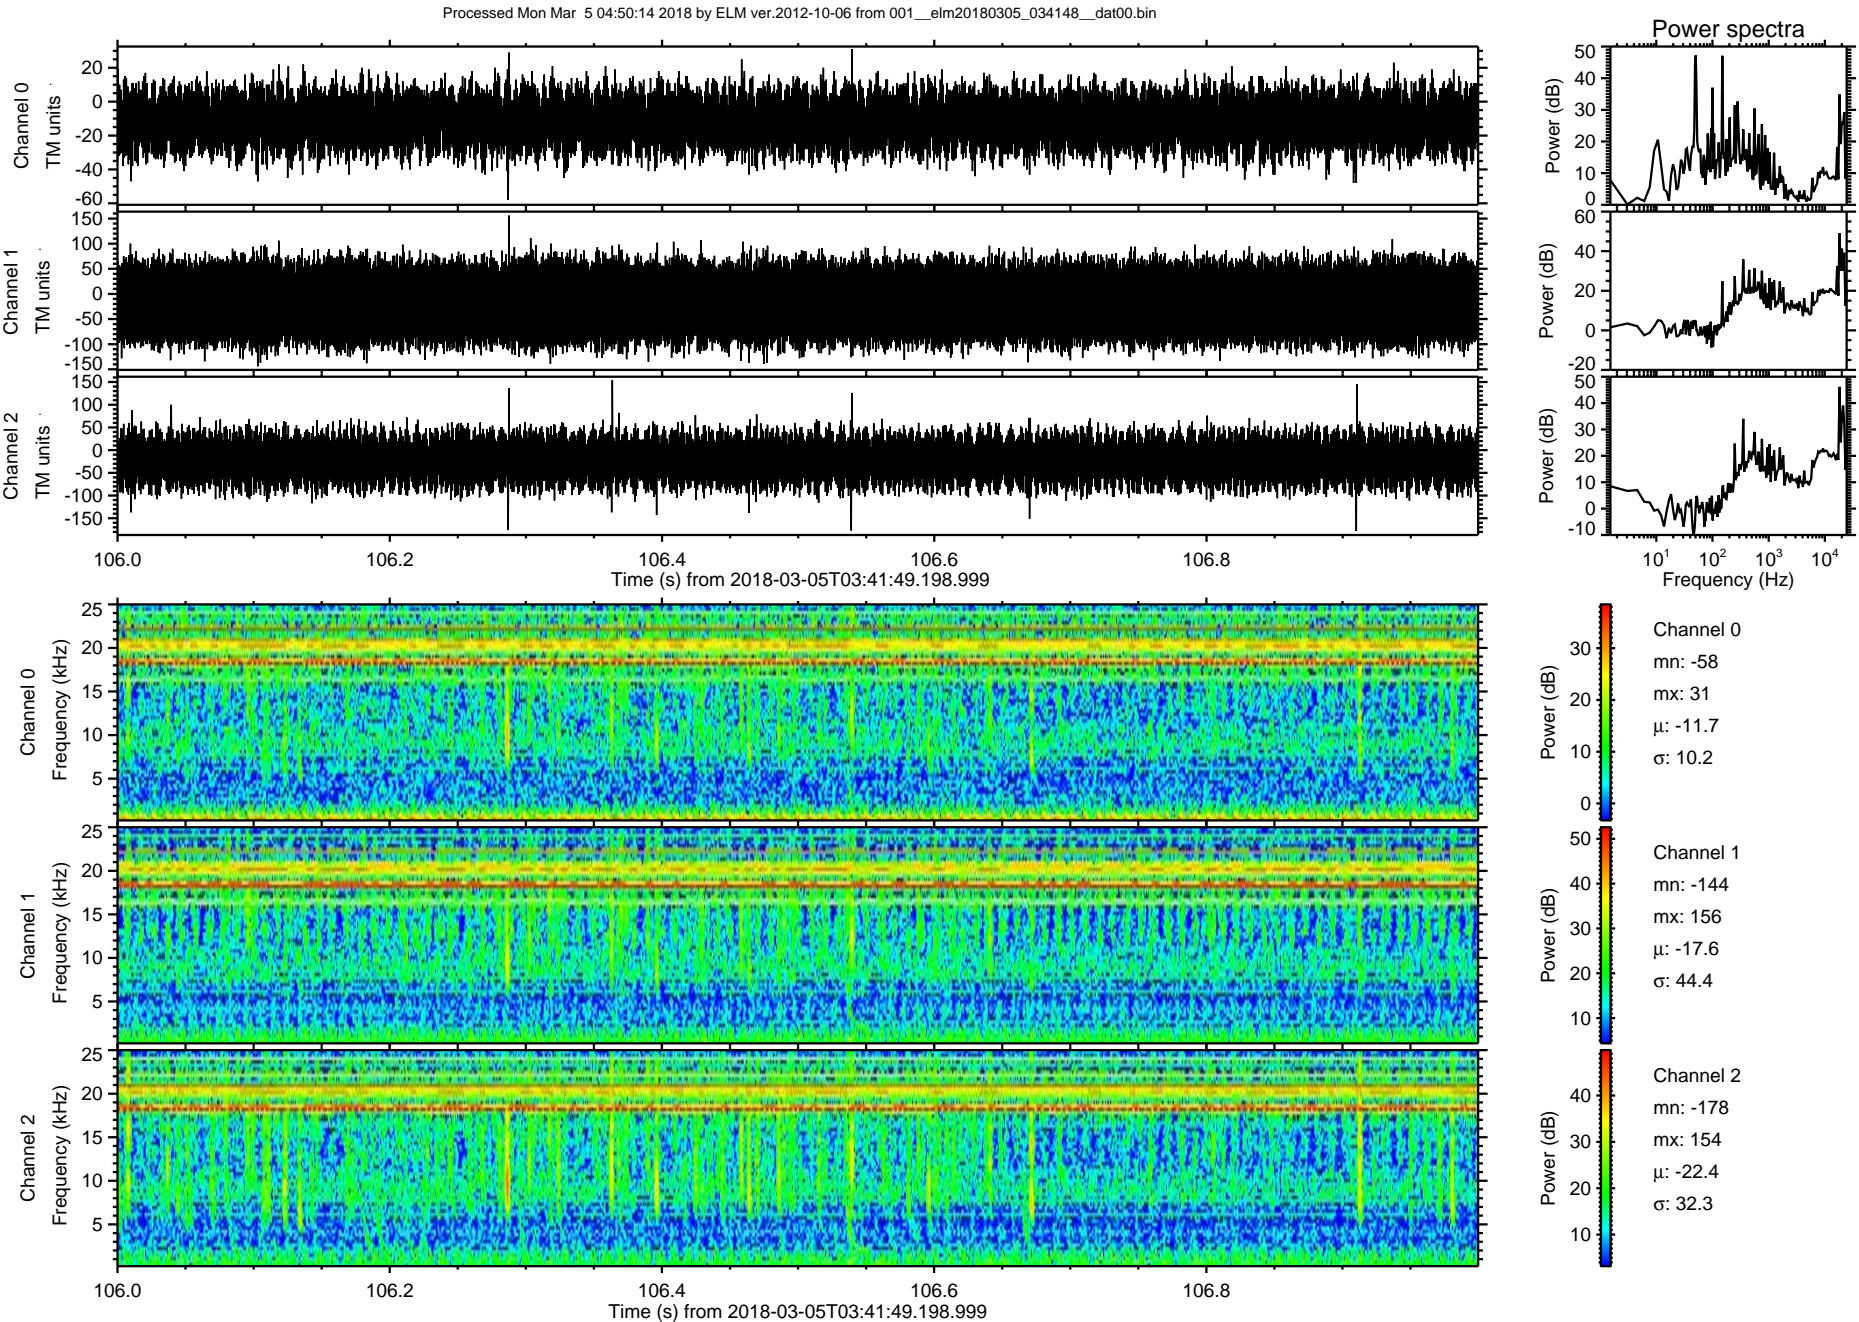 Processed Mon Mar  5 04:50:14 2018 by ELM ver.2012-10-06 from 001__elm20180305_034148__dat00.bin
Power spectra
Channel 0
TM units
20
0
-20
-40
-60
Power (dB)
50
40
30
20
10
0
Channel 1
TM units
150
100
50
0
-50
-100
-150
Power (dB)
60
40
20
0
-20
Channel 2
TM units
150
100
50
0
-50
-100
-150
Power (dB)
50
40
30
20
10
0
-10
106.0 106.2 106.4 106.6 106.8
Time (s) from 2018-03-05T03:41:49.198.999
10^1 10^2 10^3 10^4
Frequency (Hz)
Channel 0
Frequency (kHz)
25
20
15
10
5
Power (dB)
30
20
10
0
Channel 0
mn: -58
mx: 31
μ: -11.7
σ: 10.2
Channel 1
Frequency (kHz)
25
20
15
10
5
Power (dB)
50
40
30
20
10
Channel 1
mn: -144
mx: 156
μ: -17.6
σ: 44.4
Channel 2
Frequency (kHz)
25
20
15
10
5
Power (dB)
40
30
20
10
Channel 2
mn: -178
mx: 154
μ: -22.4
σ: 32.3
106.0 106.2 106.4 106.6 106.8
Time (s) from 2018-03-05T03:41:49.198.999